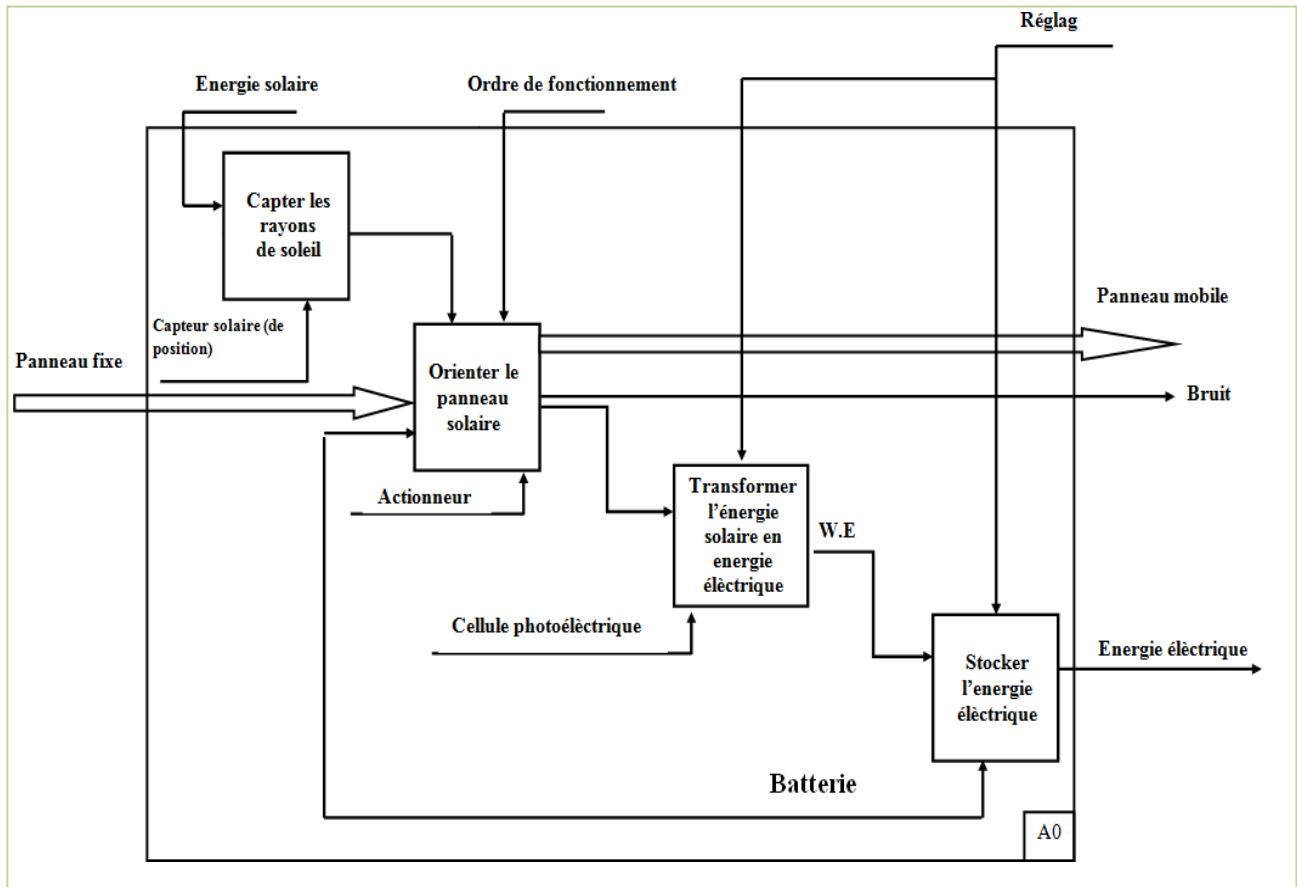 Réglag
Energie solaire
Ordre de fonctionnement
Capter les
rayons
de soleil
Panneau mobile
Capteur solaire (de
position)
Panneau fixe
Orienter le
panneau
solaire
Bruit
Actionneur
Transformer
l'énergie
solaire en
energie
élèctrique
W.E
Cellule photoélèctrique
Stocker
l'energie
élèctrique
Energie élèctrique
Batterie
A0